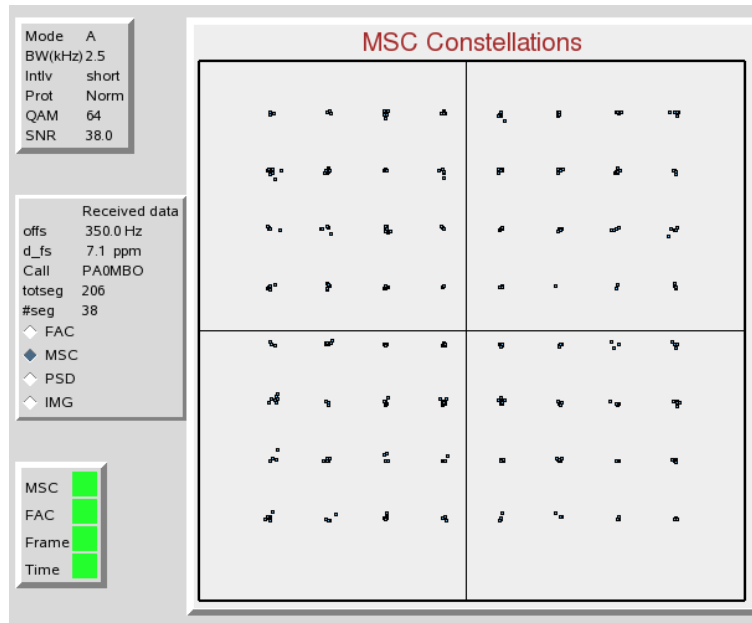 Mode A
BW(kHz) 2.5
Intlv short
Prot Norm
QAM 64
SNR 38.0
Received data
offs 350.0 Hz
d_fs 7.1 ppm
Call PA0MBO
totseg 206
#seg 38
FAC
MSC
PSD
IMG
MSC
FAC
Frame
Time
MSC Constellations